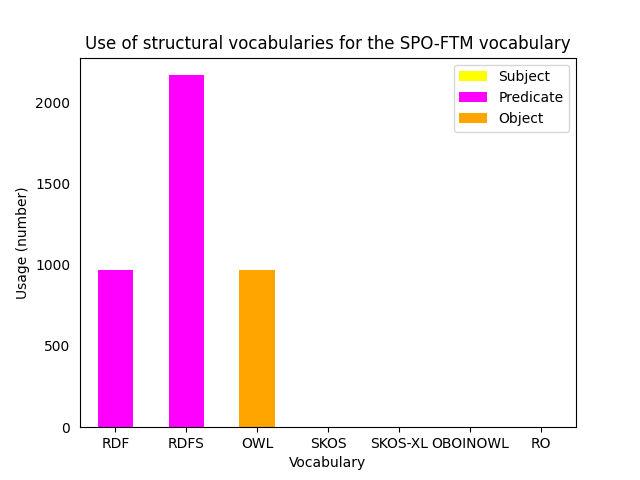 Use of structural vocabularies for the SPO-FTM vocabulary
Subject
Predicate
Object
2000
1500
1000
500
0
Usage (number)
RDF RDFS OWL SKOS SKOS-XL OBOINOWL RO
Vocabulary